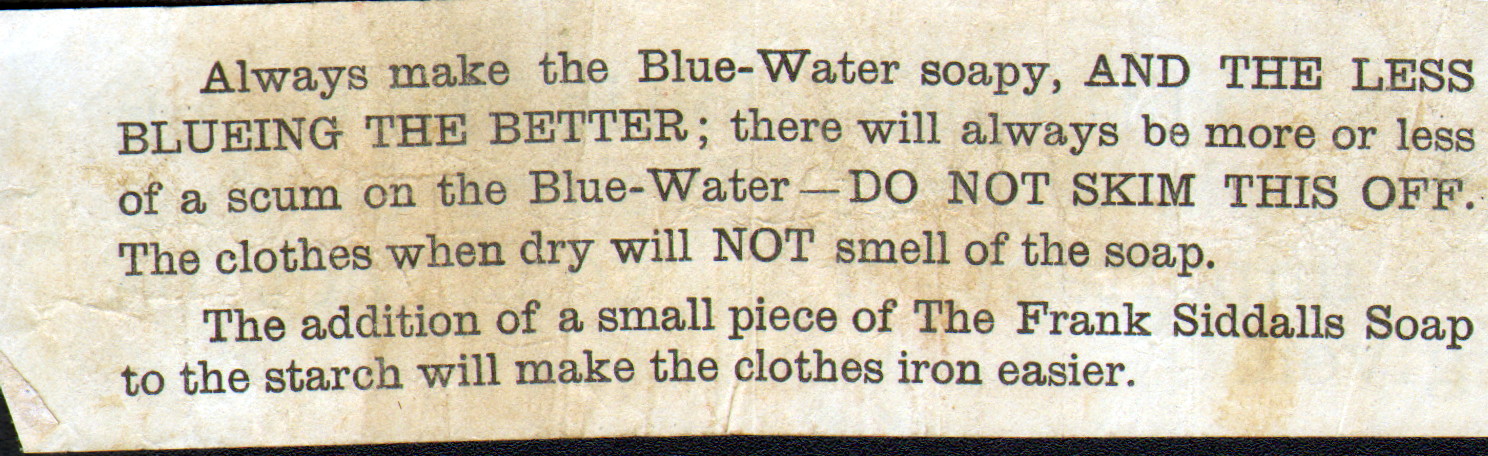 Always make the Blue-Water soapy, AND THE LESS
BLUEING THE BETTER; there will always be more or less
of a scum on the Blue-Water—DO NOT SKIM THIS OFF.
The clothes when dry will NOT smell of the soap.
The addition of a small piece of The Frank Siddalls Soap
to the starch will make the clothes iron easier.